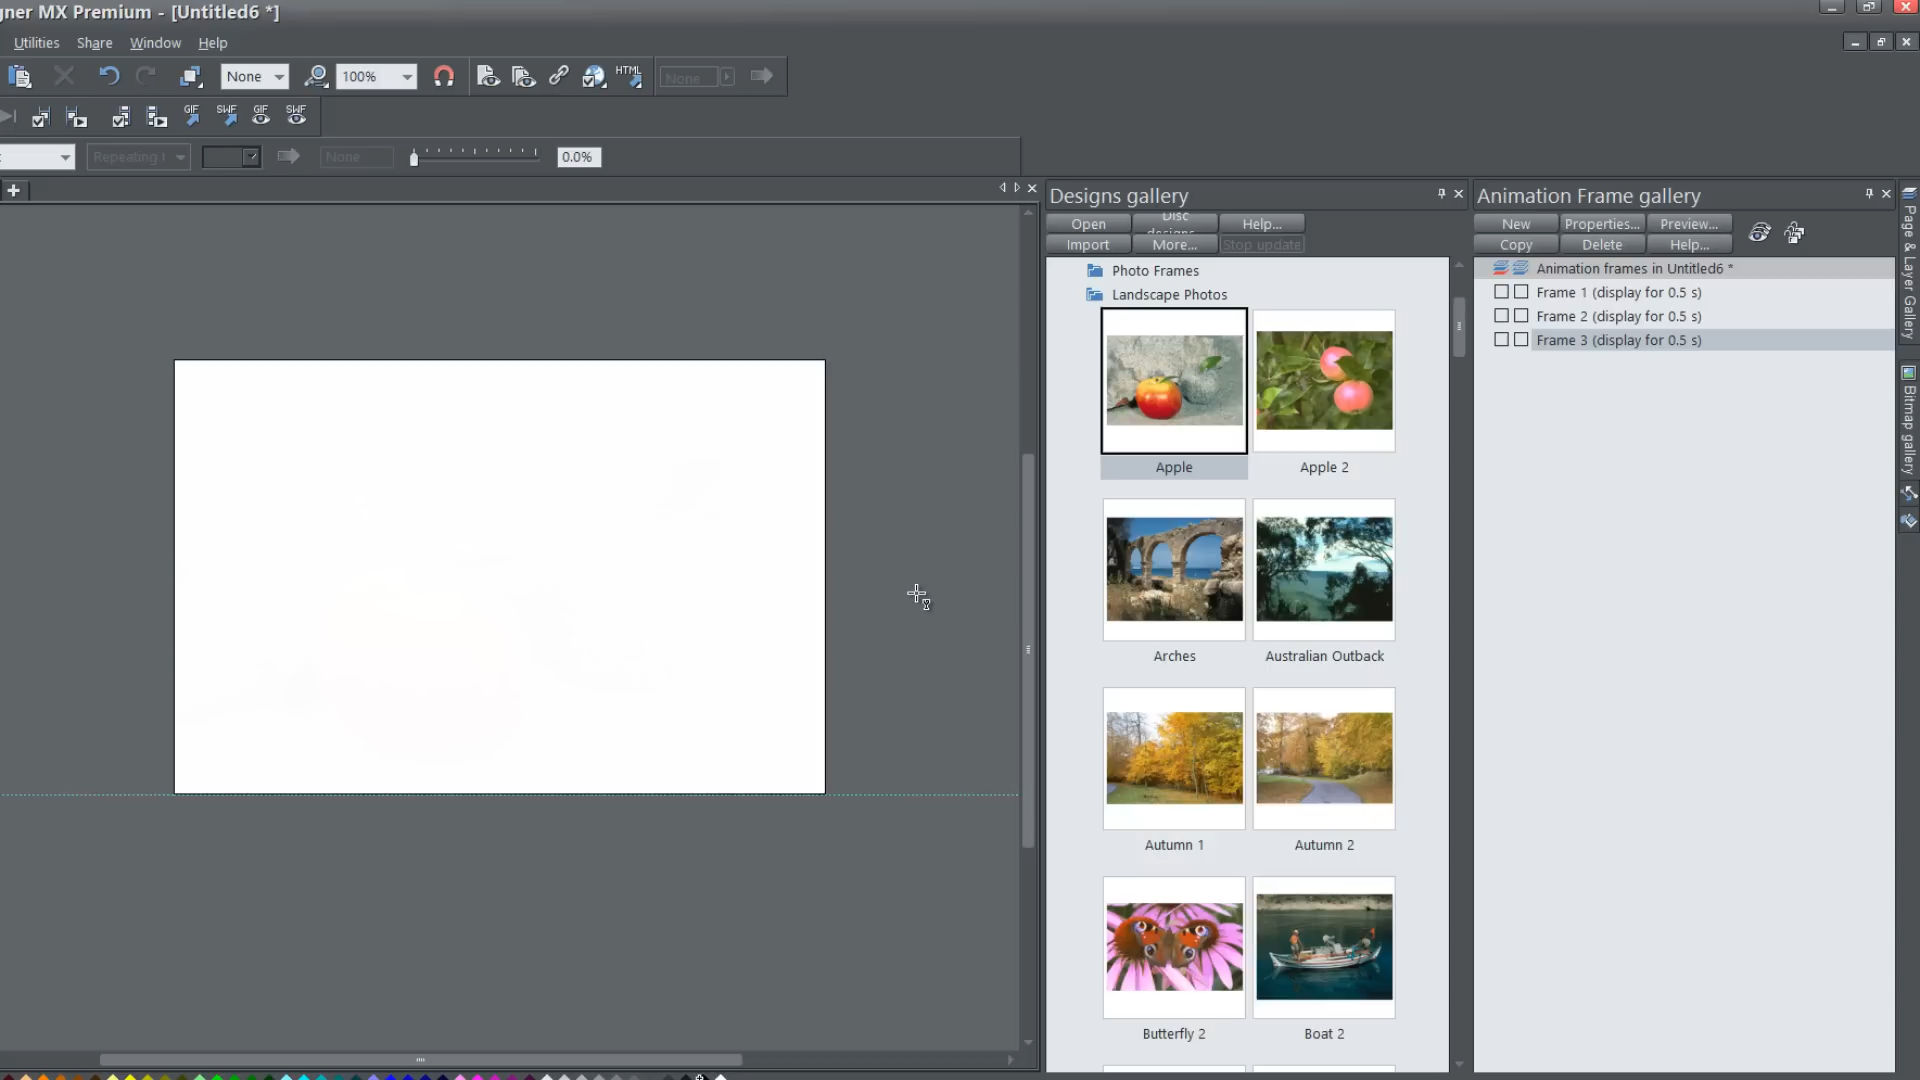 gner MX Premium - [Untitled6 *]
Utilities Share Window Help
None 100% HTML None
GIF SWF GIF SWF
None 0.0%
Designs gallery
Open Disc designs Help...
Import More... Stop update
Photo Frames
Landscape Photos
Apple Apple 2
Arches Australian Outback
Autumn 1 Autumn 2
Butterfly 2 Boat 2
Animation Frame gallery
New Properties... Preview...
Copy Delete Help...
Animation frames in Untitled6 *
Frame 1 (display for 0.5 s)
Frame 2 (display for 0.5 s)
Frame 3 (display for 0.5 s)
Page & Layer Gallery
Bitmap gallery